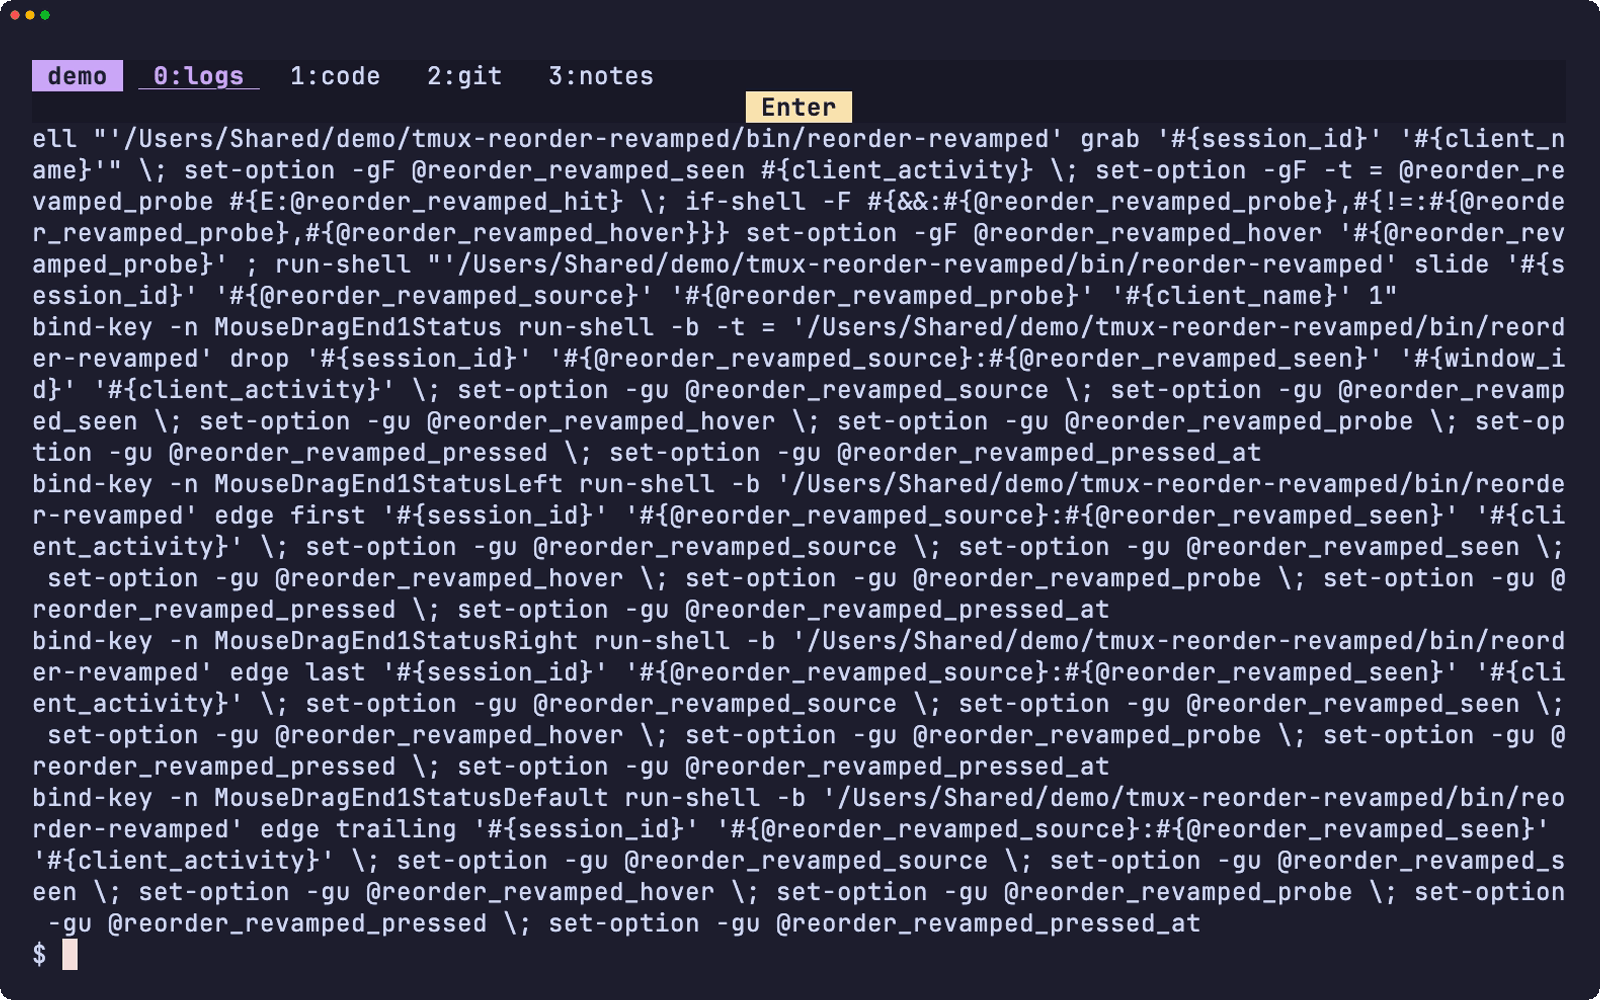 demo 0:logs 1:code 2:git 3:notes
Enter
ell "'/Users/Shared/demo/tmux-reorder-revamped/bin/reorder-revamped' grab '#{session_id}' '#{client_n
ame}'" \; set-option -gF @reorder_revamped_seen #{client_activity} \; set-option -gF -t = @reorder_re
vamped_probe #{E:@reorder_revamped_hit} \; if-shell -F #{&&:#{@reorder_revamped_probe},#{!=:#{@reorde
r_revamped_probe},#{@reorder_revamped_hover}}} set-option -gF @reorder_revamped_hover '#{@reorder_rev
amped_probe}' ; run-shell "'/Users/Shared/demo/tmux-reorder-revamped/bin/reorder-revamped' slide '#{s
ession_id}' '#{@reorder_revamped_source}' '#{@reorder_revamped_probe}' '#{client_name}' 1"
bind-key -n MouseDragEnd1Status run-shell -b -t = '/Users/Shared/demo/tmux-reorder-revamped/bin/reord
er-revamped' drop '#{session_id}' '#{@reorder_revamped_source}:#{@reorder_revamped_seen}' '#{window_i
d}' '#{client_activity}' \; set-option -gu @reorder_revamped_source \; set-option -gu @reorder_revamp
ed_seen \; set-option -gu @reorder_revamped_hover \; set-option -gu @reorder_revamped_probe \; set-op
tion -gu @reorder_revamped_pressed \; set-option -gu @reorder_revamped_pressed_at
bind-key -n MouseDragEnd1StatusLeft run-shell -b '/Users/Shared/demo/tmux-reorder-revamped/bin/reorde
r-revamped' edge first '#{session_id}' '#{@reorder_revamped_source}:#{@reorder_revamped_seen}' '#{cli
ent_activity}' \; set-option -gu @reorder_revamped_source \; set-option -gu @reorder_revamped_seen \;
 set-option -gu @reorder_revamped_hover \; set-option -gu @reorder_revamped_probe \; set-option -gu @
reorder_revamped_pressed \; set-option -gu @reorder_revamped_pressed_at
bind-key -n MouseDragEnd1StatusRight run-shell -b '/Users/Shared/demo/tmux-reorder-revamped/bin/reord
er-revamped' edge last '#{session_id}' '#{@reorder_revamped_source}:#{@reorder_revamped_seen}' '#{cli
ent_activity}' \; set-option -gu @reorder_revamped_source \; set-option -gu @reorder_revamped_seen \;
 set-option -gu @reorder_revamped_hover \; set-option -gu @reorder_revamped_probe \; set-option -gu @
reorder_revamped_pressed \; set-option -gu @reorder_revamped_pressed_at
bind-key -n MouseDragEnd1StatusDefault run-shell -b '/Users/Shared/demo/tmux-reorder-revamped/bin/reo
rder-revamped' edge trailing '#{session_id}' '#{@reorder_revamped_source}:#{@reorder_revamped_seen}'
'#{client_activity}' \; set-option -gu @reorder_revamped_source \; set-option -gu @reorder_revamped_s
een \; set-option -gu @reorder_revamped_hover \; set-option -gu @reorder_revamped_probe \; set-option
 -gu @reorder_revamped_pressed \; set-option -gu @reorder_revamped_pressed_at
$